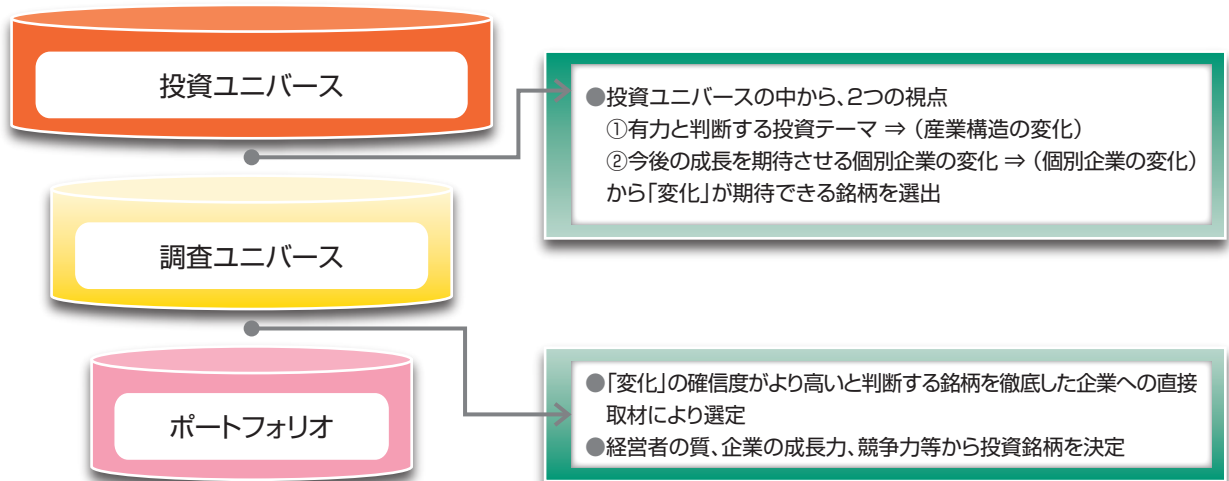 投資ユニバース
●投資ユニバースの中から、2つの視点
①有力と判断する投資テーマ ⇒ （産業構造の変化）
②今後の成長を期待させる個別企業の変化 ⇒ （個別企業の変化）
から「変化」が期待できる銘柄を選出
調査ユニバース
ポートフォリオ
●「変化」の確信度がより高いと判断する銘柄を徹底した企業への直接
取材により選定
●経営者の質、企業の成長力、競争力等から投資銘柄を決定